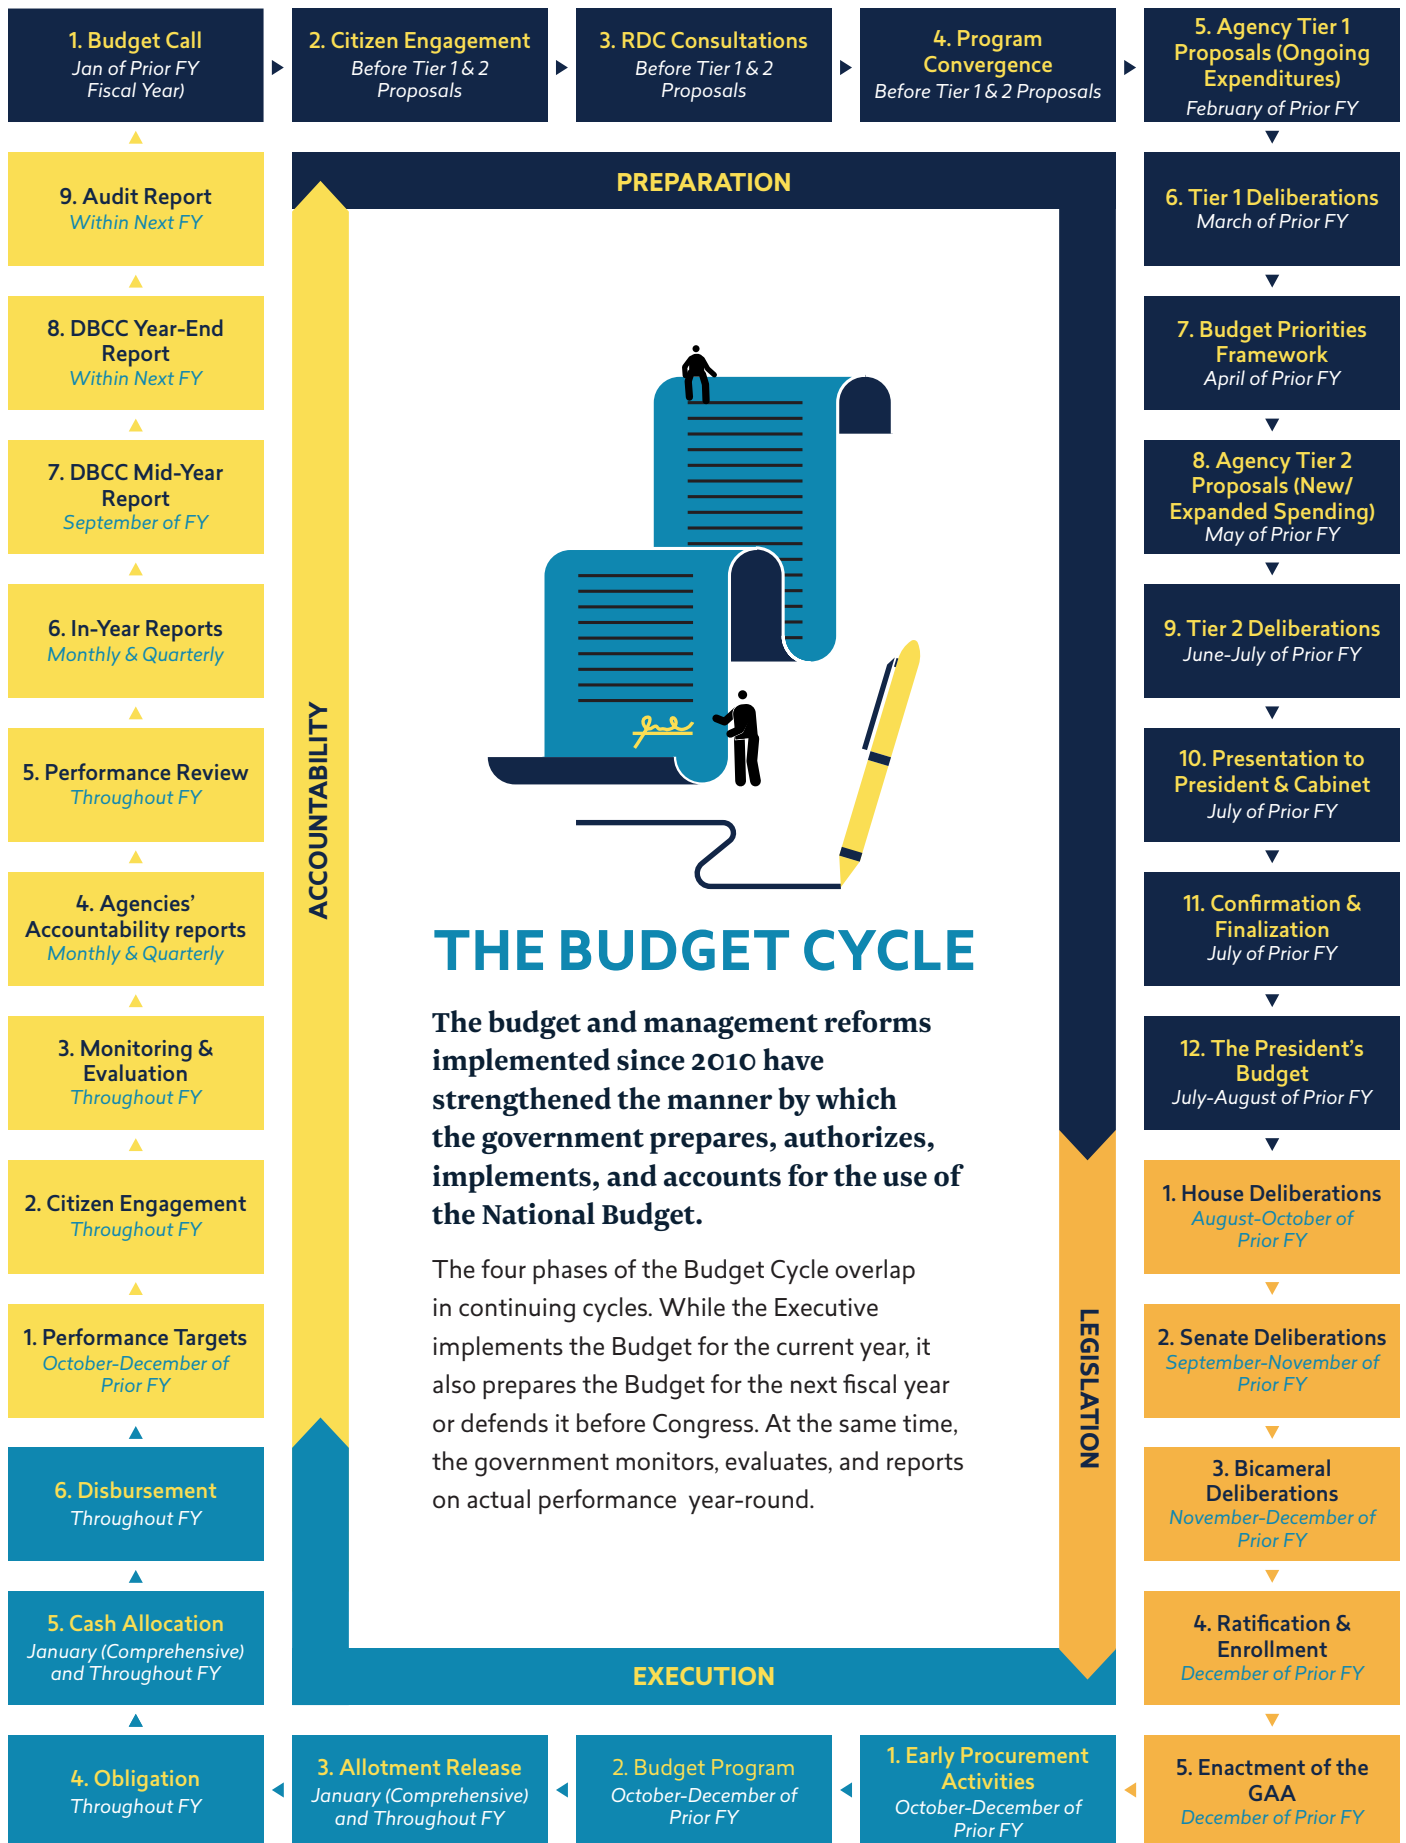 1. Budget Call
Jan of Prior FY
Fiscal Year)
2. Citizen Engagement
Before Tier 1 & 2
Proposals
3. RDC Consultations
Before Tier 1 & 2
Proposals
4. Program
Convergence
Before Tier 1 & 2 Proposals
5. Agency Tier 1
Proposals (Ongoing
Expenditures)
February of Prior FY
6. Tier 1 Deliberations
March of Prior FY
7. Budget Priorities
Framework
April of Prior FY
8. Agency Tier 2
Proposals (New/
Expanded Spending)
May of Prior FY
9. Tier 2 Deliberations
June-July of Prior FY
10. Presentation to
President & Cabinet
July of Prior FY
11. Confirmation &
Finalization
July of Prior FY
12. The President’s
Budget
July-August of Prior FY
1. House Deliberations
August-October of
Prior FY
2. Senate Deliberations
September-November of
Prior FY
3. Bicameral
Deliberations
November-December of
Prior FY
4. Ratification &
Enrollment
December of Prior FY
5. Enactment of the
GAA
December of Prior FY
1. Early Procurement
Activities
October-December of
Prior FY
2. Budget Program
October-December of
Prior FY
3. Allotment Release
January (Comprehensive)
and Throughout FY
4. Obligation
Throughout FY
5. Cash Allocation
January (Comprehensive)
and Throughout FY
6. Disbursement
Throughout FY
1. Performance Targets
October-December of
Prior FY
2. Citizen Engagement
Throughout FY
3. Monitoring &
Evaluation
Throughout FY
4. Agencies’
Accountability reports
Monthly & Quarterly
5. Performance Review
Throughout FY
6. In-Year Reports
Monthly & Quarterly
7. DBCC Mid-Year
Report
September of FY
8. DBCC Year-End
Report
Within Next FY
9. Audit Report
Within Next FY
PREPARATION
LEGISLATION
EXECUTION
ACCOUNTABILITY
THE BUDGET CYCLE
The budget and management reforms
implemented since 2010 have
strengthened the manner by which
the government prepares, authorizes,
implements, and accounts for the use of
the National Budget.
The four phases of the Budget Cycle overlap
in continuing cycles. While the Executive
implements the Budget for the current year, it
also prepares the Budget for the next fiscal year
or defends it before Congress. At the same time,
the government monitors, evaluates, and reports
on actual performance year-round.